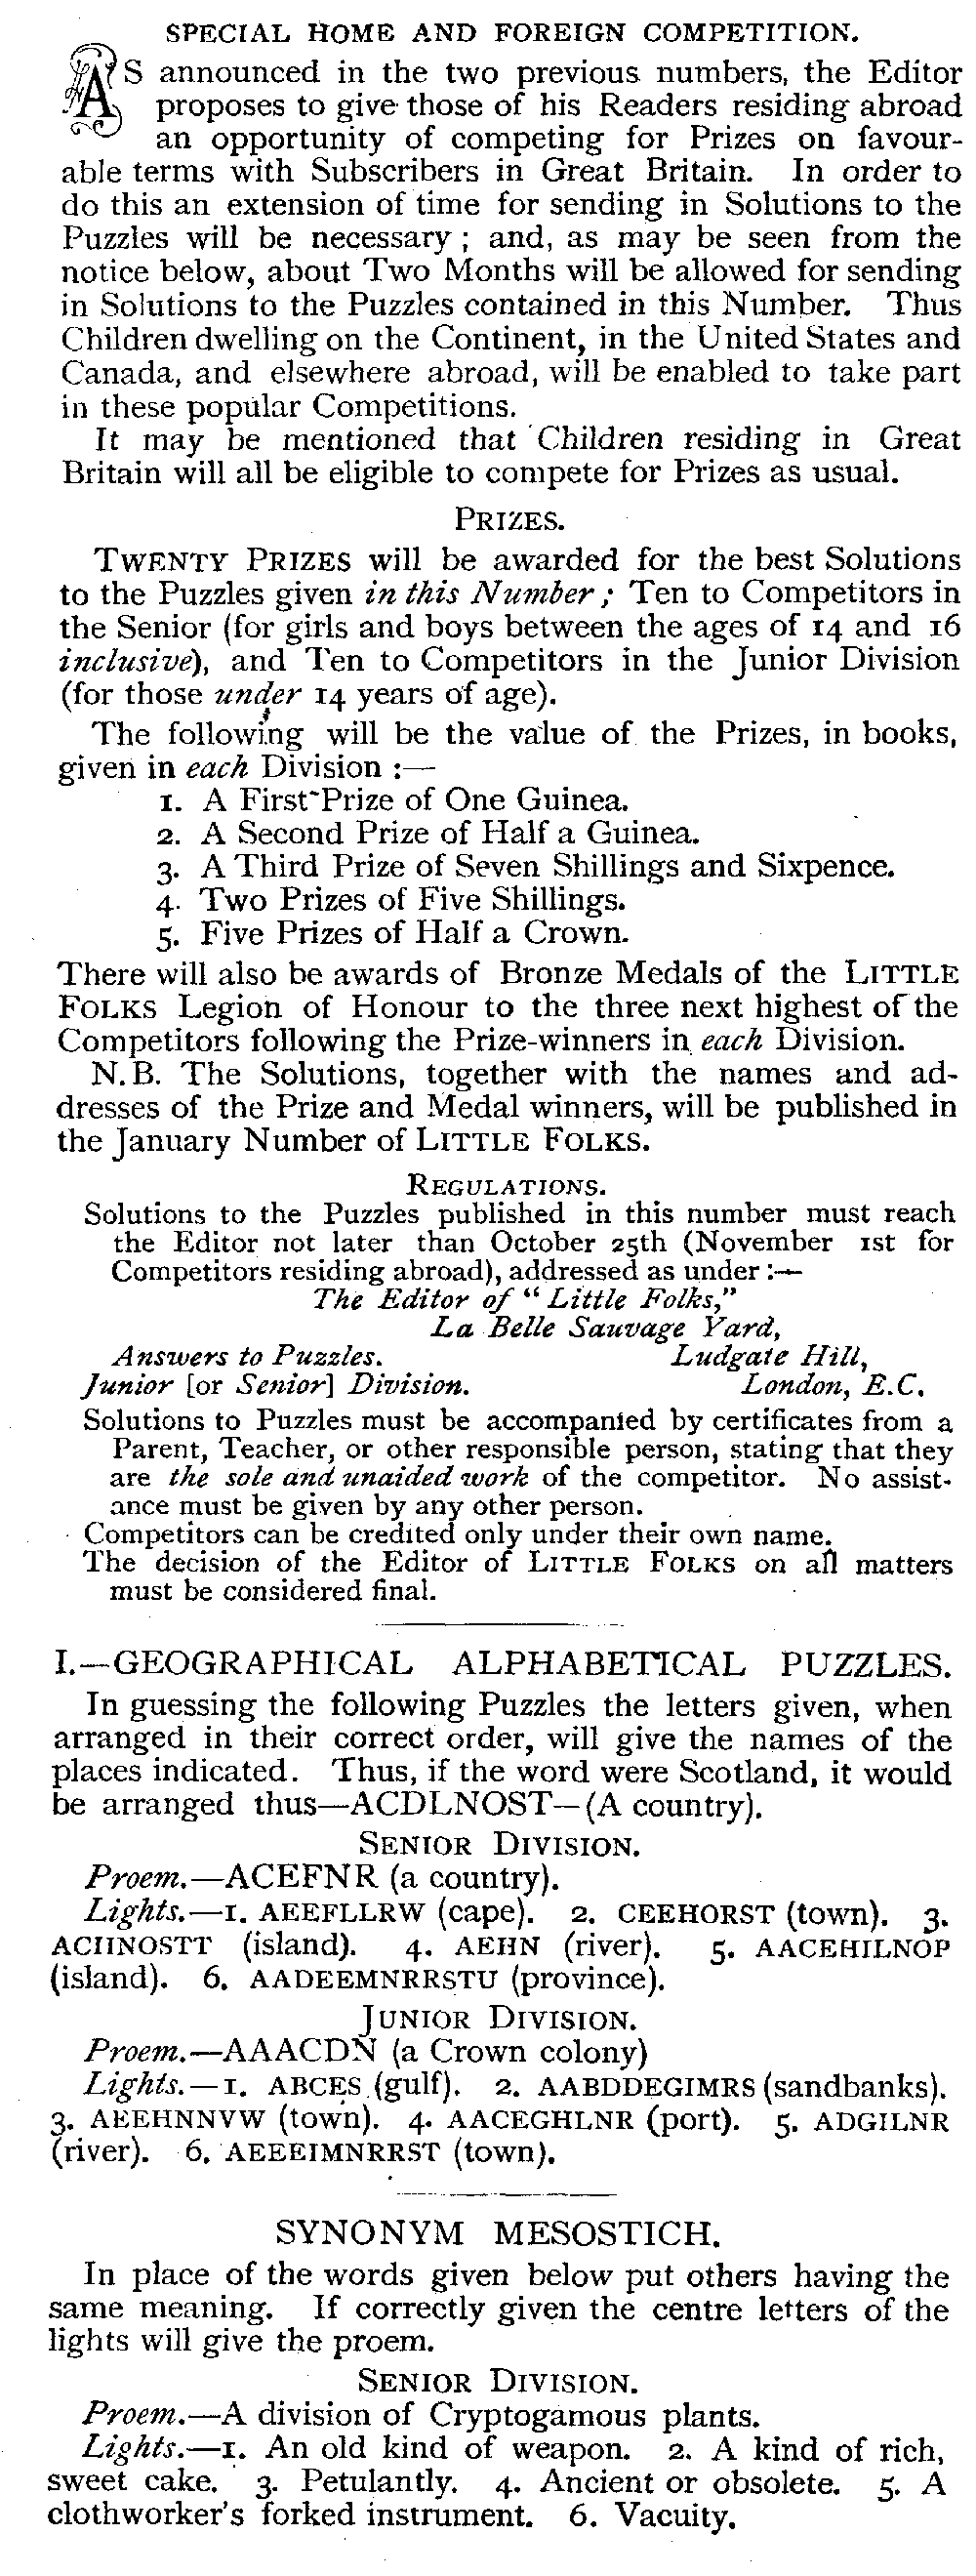 SPECIAL HOME AND FOREIGN COMPETITION.
AS announced in the two previous numbers, the Editor
proposes to give those of his Readers residing abroad
an opportunity of competing for Prizes on favour-
able terms with Subscribers in Great Britain. In order to
do this an extension of time for sending in Solutions to the
Puzzles will be necessary; and, as may be seen from the
notice below, about Two Months will be allowed for sending
in Solutions to the Puzzles contained in this Number. Thus
Children dwelling on the Continent, in the United States and
Canada, and elsewhere abroad, will be enabled to take part
in these popular Competitions.
It may be mentioned that Children residing in Great
Britain will all be eligible to compete for Prizes as usual.
PRIZES.
TWENTY PRIZES will be awarded for the best Solutions
to the Puzzles given in this Number; Ten to Competitors in
the Senior (for girls and boys between the ages of 14 and 16
inclusive), and Ten to Competitors in the Junior Division
(for those under 14 years of age).
The following will be the value of the Prizes, in books,
given in each Division :—
1. A First Prize of One Guinea.
2. A Second Prize of Half a Guinea.
3. A Third Prize of Seven Shillings and Sixpence.
4. Two Prizes of Five Shillings.
5. Five Prizes of Half a Crown.
There will also be awards of Bronze Medals of the LITTLE
FOLKS Legion of Honour to the three next highest of the
Competitors following the Prize-winners in each Division.
N.B. The Solutions, together with the names and ad-
dresses of the Prize and Medal winners, will be published in
the January Number of LITTLE FOLKS.
REGULATIONS.
Solutions to the Puzzles published in this number must reach
the Editor not later than October 25th (November 1st for
Competitors residing abroad), addressed as under :—
The Editor of "Little Folks,"
La Belle Sauvage Yard,
Answers to Puzzles. Ludgate Hill,
Junior [or Senior] Division. London, E.C.
Solutions to Puzzles must be accompanied by certificates from a
Parent, Teacher, or other responsible person, stating that they
are the sole and unaided work of the competitor. No assist-
ance must be given by any other person.
Competitors can be credited only under their own name.
The decision of the Editor of LITTLE FOLKS on all matters
must be considered final.
I.—GEOGRAPHICAL ALPHABETICAL PUZZLES.
In guessing the following Puzzles the letters given, when
arranged in their correct order, will give the names of the
places indicated. Thus, if the word were Scotland, it would
be arranged thus—ACDLNOST—(A country).
SENIOR DIVISION.
Proem.—ACEFNR (a country).
Lights.—1. AEEFLLRW (cape). 2. CEEHORST (town). 3.
ACIINOSTT (island). 4. AEHN (river). 5. AACEHILNOP
(island). 6. AADEEMNRRSTU (province).
JUNIOR DIVISION.
Proem.—AAACDN (a Crown colony)
Lights.—1. ABCES (gulf). 2. AABDDEGIMRS (sandbanks).
3. AEEHNNVW (town). 4. AACEGHLNR (port). 5. ADGILNR
(river). 6. AEEEIMNRRST (town).
SYNONYM MESOSTICH.
In place of the words given below put others having the
same meaning. If correctly given the centre letters of the
lights will give the proem.
SENIOR DIVISION.
Proem.—A division of Cryptogamous plants.
Lights.—1. An old kind of weapon. 2. A kind of rich,
sweet cake. 3. Petulantly. 4. Ancient or obsolete. 5. A
clothworker's forked instrument. 6. Vacuity.